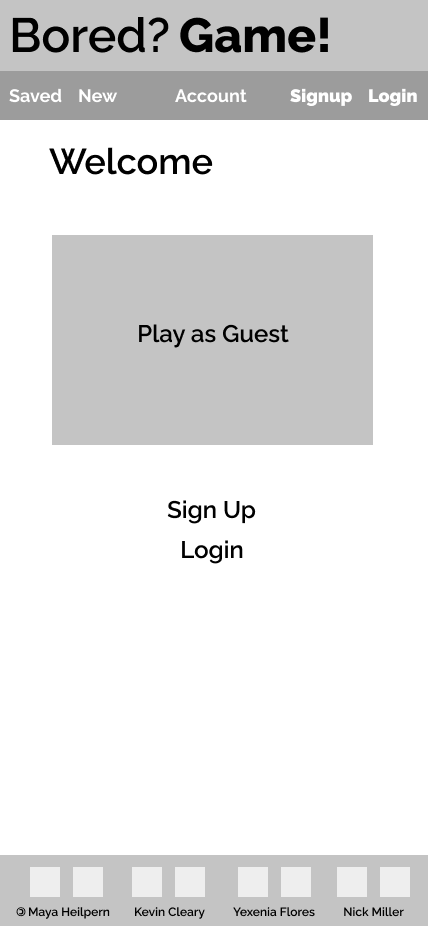 Bored? Game!
Saved New Account Signup Login
Welcome
Play as Guest
Sign Up
Login
© Maya Heilpern Kevin Cleary Yexenia Flores Nick Miller